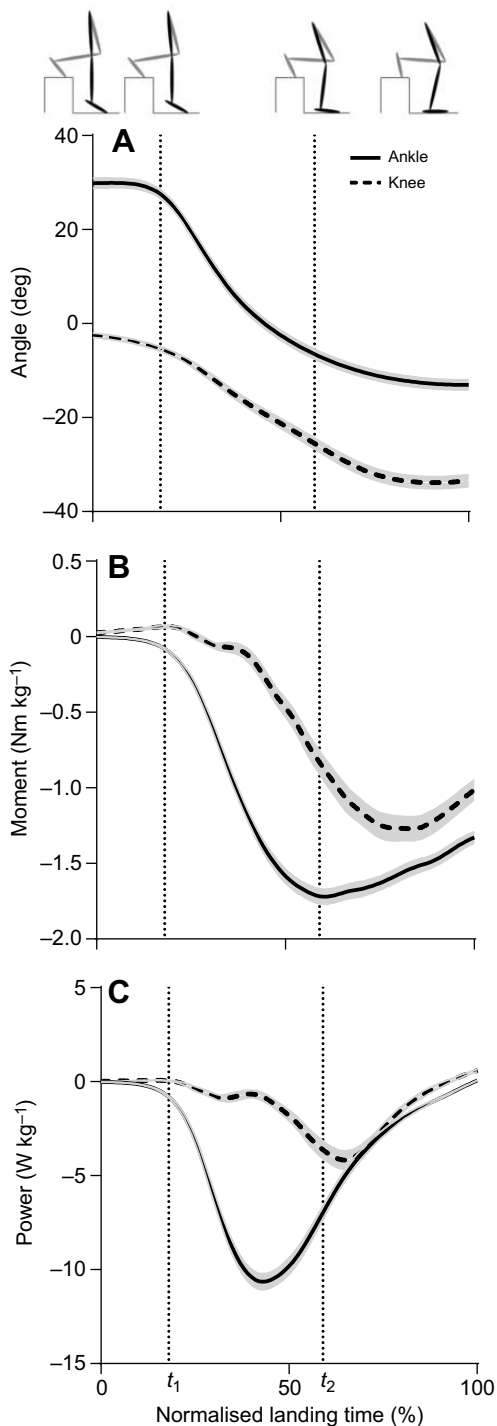 A
Ankle
Knee
40
20
0
–20
–40
Angle (deg)
B
0.5
0
–0.5
–1.0
–1.5
–2.0
Moment (Nm kg–1)
C
5
0
–5
–10
–15
Power (W kg–1)
0 t1 50 t2 100
Normalised landing time (%)